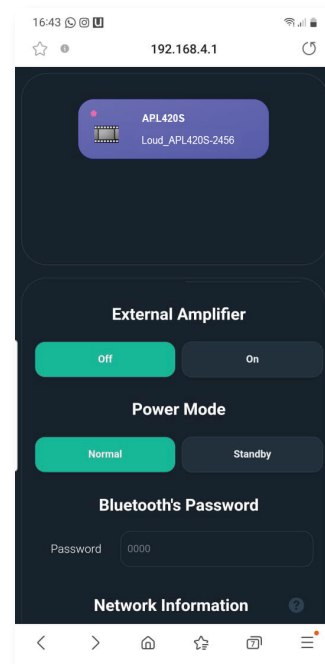 16:43
192.168.4.1
APL420S
Loud_APL420S-2456
External Amplifier
Off On
Power Mode
Normal Standby
Bluetooth's Password
Password 0000
Network Information ?
7